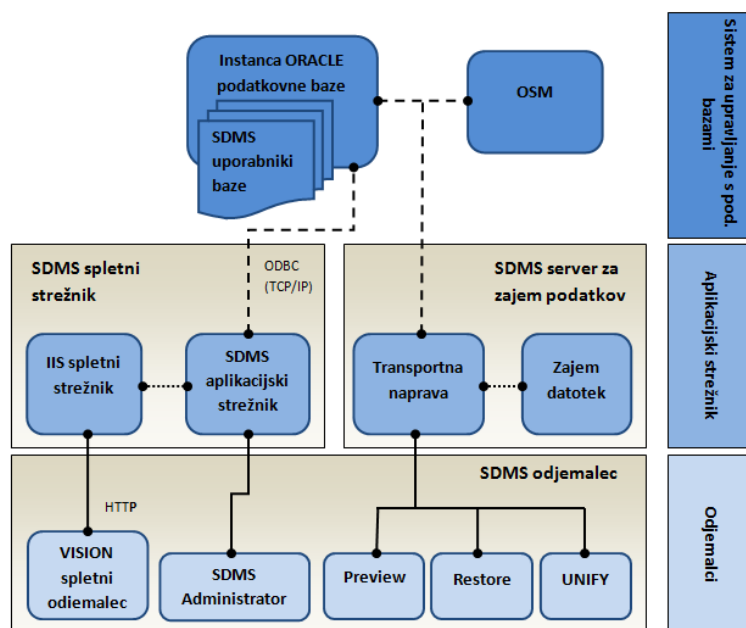 Instanca ORACLE
podatkovne baze
SDMS
uporabniki
baze
OSM
Sistem za upravljanje s pod.
bazami
SDMS spletni
strežnik
ODBC
(TCP/IP)
SDMS server za
zajem podatkov
IIS spletni
strežnik
SDMS
aplikacijski
strežnik
Transportna
naprava
Zajem
datotek
Aplikacijski strežnik
SDMS odjemalec
HTTP
VISION
spletni
odiemalec
SDMS
Administrator
Preview
Restore
UNIFY
Odjemalci